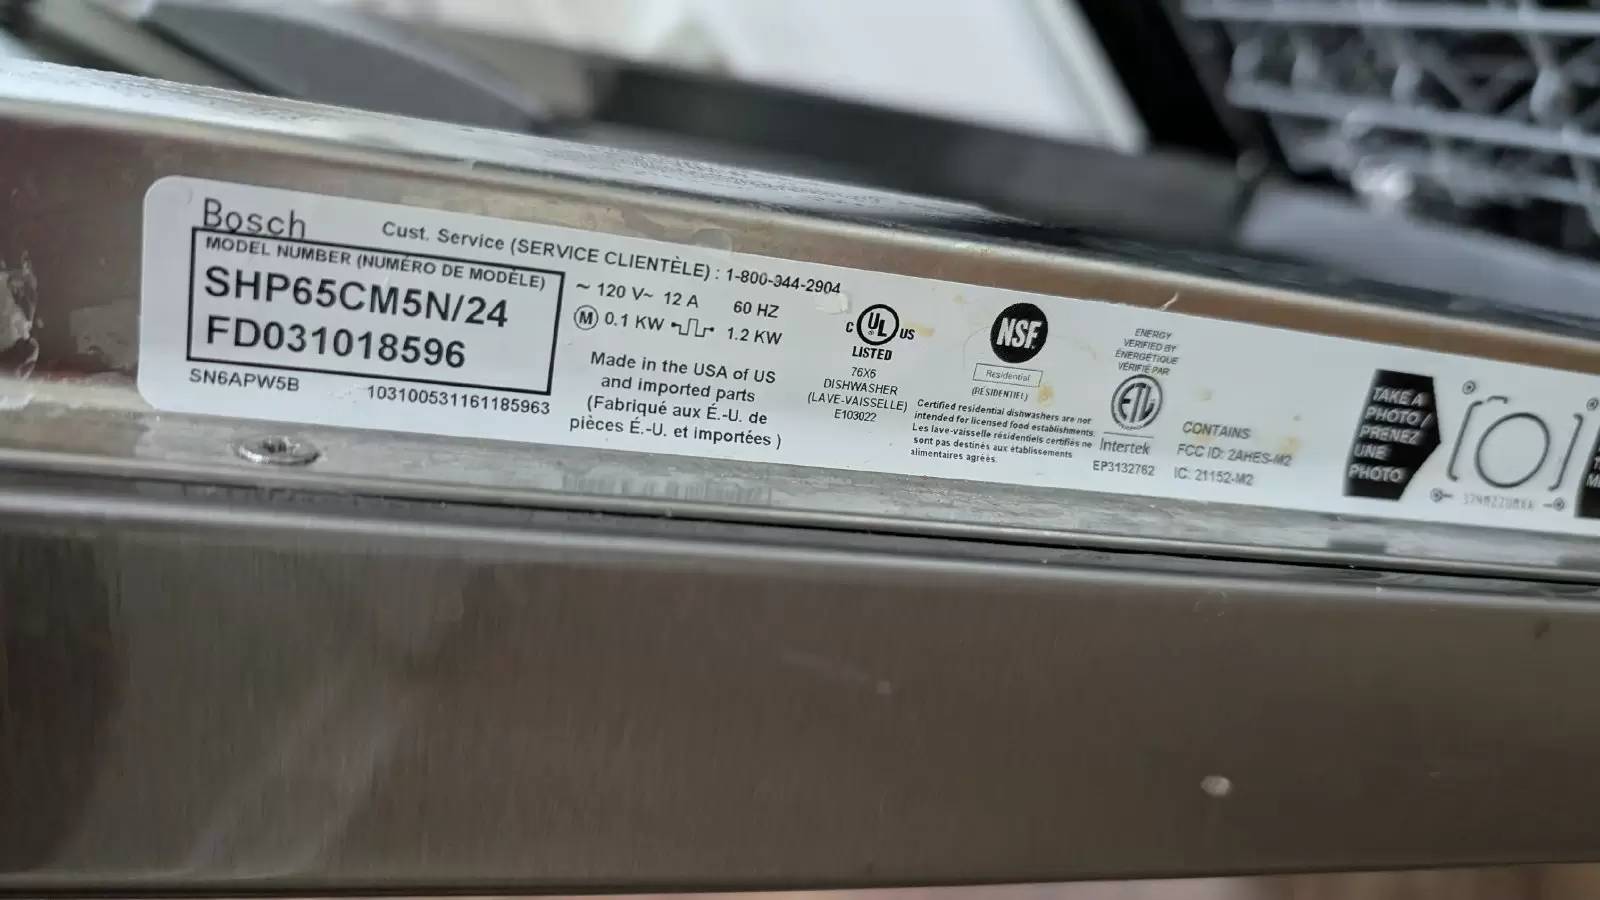 Bosch
Cust. Service (SERVICE CLIENTÈLE) : 1-800-944-2904
MODEL NUMBER (NUMÉRO DE MODÈLE)
SHP65CM5N/24
FD031018596
SN6APW5B
103100531161185963
~ 120 V~ 12 A 60 HZ
M 0.1 KW 1.2 KW
Made in the USA of US
and imported parts
(Fabriqué aux É.-U. de
pièces É.-U. et importées )
C UL US
®
LISTED
76X6
DISHWASHER
(LAVE-VAISSELLE)
E103022
NSF
Residential
(RÉSIDENTIEL)
Certified residential dishwashers are not
intended for licensed food establishments.
Les lave-vaisselle résidentiels certifiés ne
sont pas destinés aux établissements
alimentaires agréés.
ENERGY
VERIFIED BY
ÉNERGÉTIQUE
VÉRIFIÉ PAR
ETL
Intertek
EP3132762
CONTAINS
FCC ID: 2AHES-M2
IC: 21152-M2
TAKE A
PHOTO /
PRENEZ
UNE
PHOTO